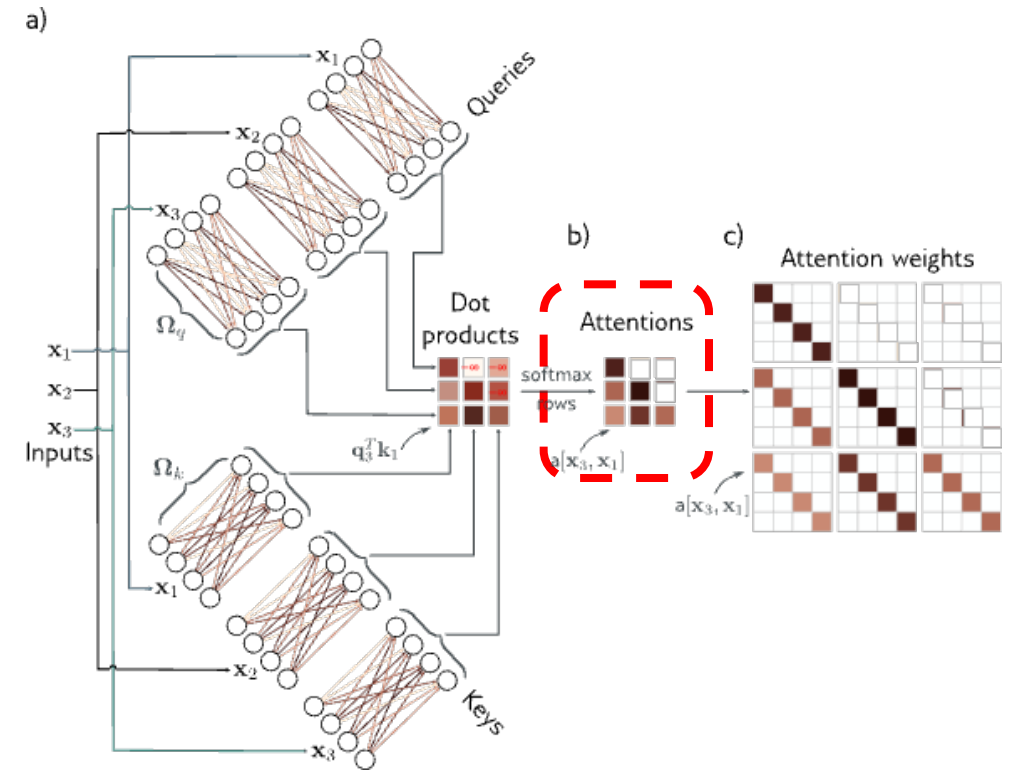 a)
x₁
Queries
x₂
x₃
b)
c)
Attention weights
Dot
products
Attentions
Ωq
x₁
x₂
x₃
Inputs
-∞ -∞
-∞
softmax
rows
q₃ᵀk₁
a[x₃, x₁]
a[x₃, x₁]
Ωk
x₁
x₂
x₃
Keys